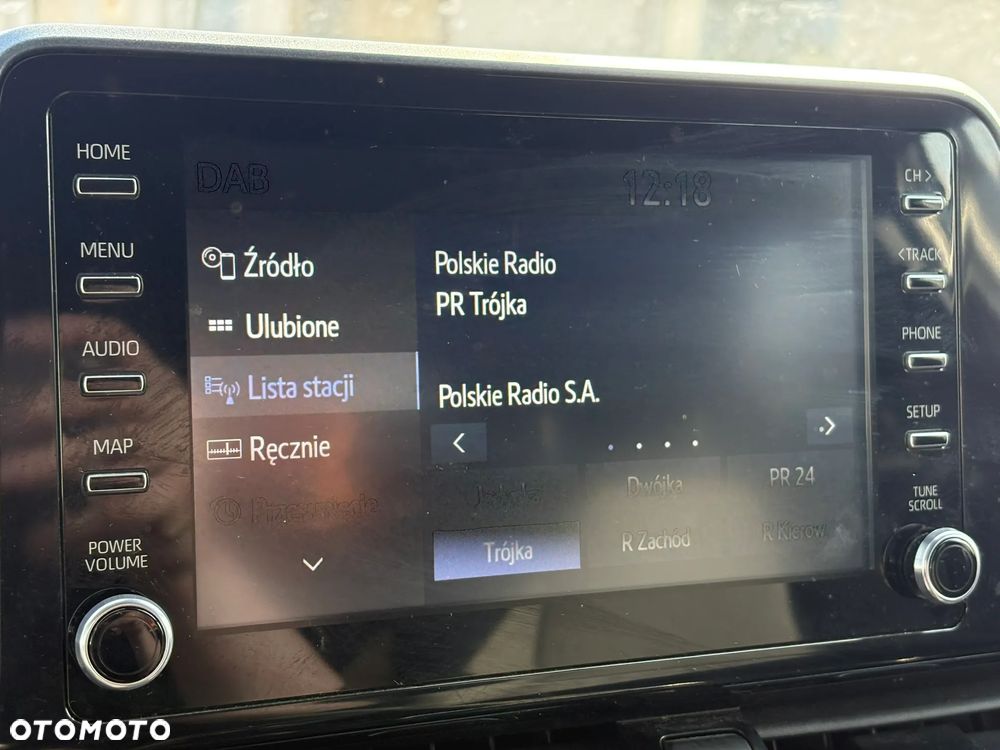 HOME
MENU
AUDIO
MAP
POWER
VOLUME
DAB
12:18
Źródło
Ulubione
Lista stacji
Ręcznie
Polskie Radio
PR Trójka
Polskie Radio S.A.
Dwójka
PR 24
Trójka
R Zachód
R Kierow
CH >
< TRACK
PHONE
SETUP
TUNE
SCROLL
OTOMOTO